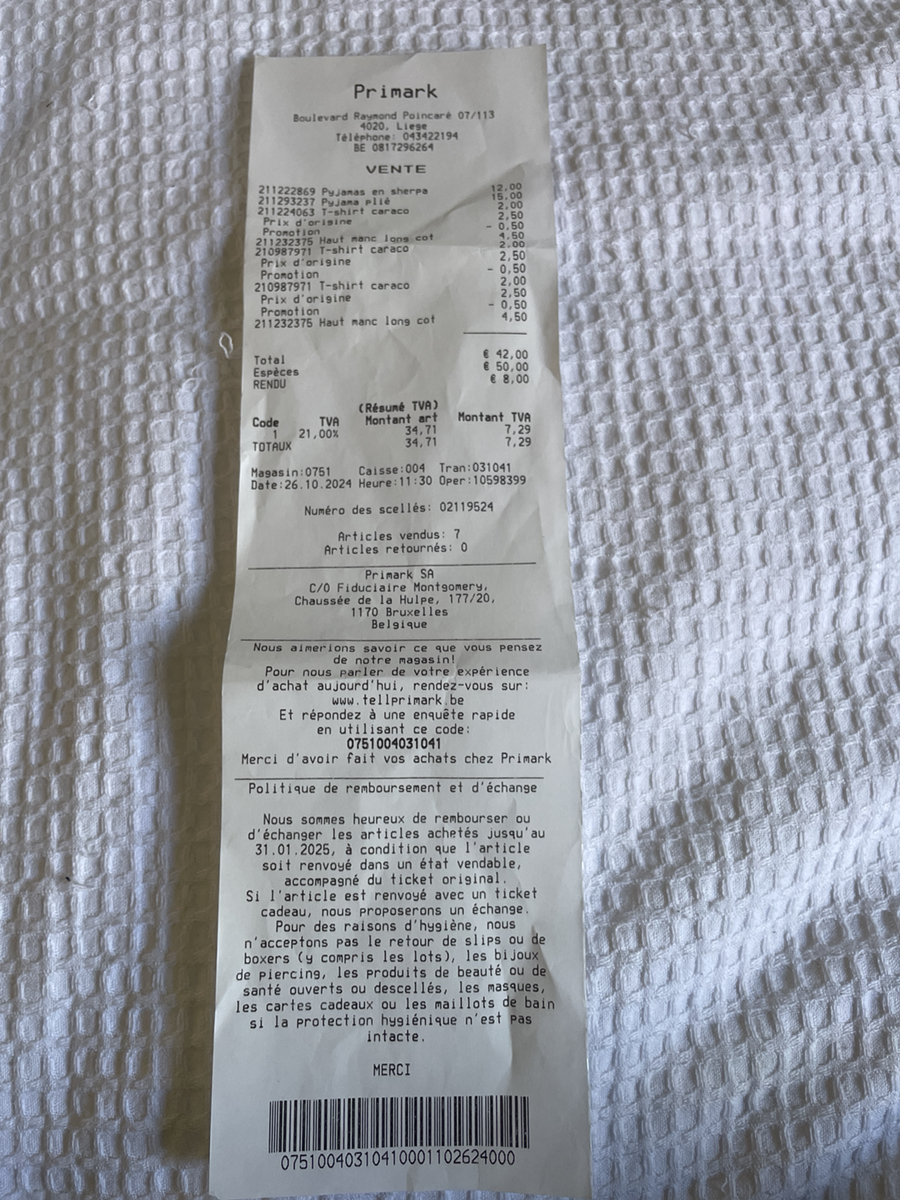 Primark
Boulevard Raymond Poincaré 07/113
4020, Liege
Téléphone: 043422194
BE 0817296264
VENTE
211222869 Pyjamas en sherpa 12,00
211293237 Pyjama plié 15,00
211224063 T-shirt caraco 2,00
Prix d'origine 2,50
Promotion - 0,50
211232375 Haut manc long cot 4,50
210987971 T-shirt caraco 2,00
Prix d'origine 2,50
Promotion - 0,50
210987971 T-shirt caraco 2,00
Prix d'origine 2,50
Promotion - 0,50
211232375 Haut manc long cot 4,50
Total € 42,00
Espèces € 50,00
RENDU € 8,00
(Résumé TVA)
Code TVA Montant art Montant TVA
1 21,00% 34,71 7,29
TOTAUX 34,71 7,29
Magasin:0751 Caisse:004 Tran:031041
Date:26.10.2024 Heure:11:30 Oper:10598399
Numéro des scellés: 02119524
Articles vendus: 7
Articles retournés: 0
Primark SA
C/O Fiduciaire Montgomery,
Chaussée de la Hulpe, 177/20,
1170 Bruxelles
Belgique
Nous aimerions savoir ce que vous pensez
de notre magasin!
Pour nous parler de votre expérience
d'achat aujourd'hui, rendez-vous sur:
www.tellprimark.be
Et répondez à une enquête rapide
en utilisant ce code:
0751004031041
Merci d'avoir fait vos achats chez Primark
Politique de remboursement et d'échange
Nous sommes heureux de rembourser ou
d'échanger les articles achetés jusqu'au
31.01.2025, à condition que l'article
soit renvoyé dans un état vendable,
accompagné du ticket original.
Si l'article est renvoyé avec un ticket
cadeau, nous proposerons un échange.
Pour des raisons d'hygiène, nous
n'acceptons pas le retour de slips ou de
boxers (y compris les lots), les bijoux
de piercing, les produits de beauté ou de
santé ouverts ou descellés, les masques,
les cartes cadeaux ou les maillots de bain
si la protection hygiénique n'est pas
intacte.
MERCI
07510040310410001102624000